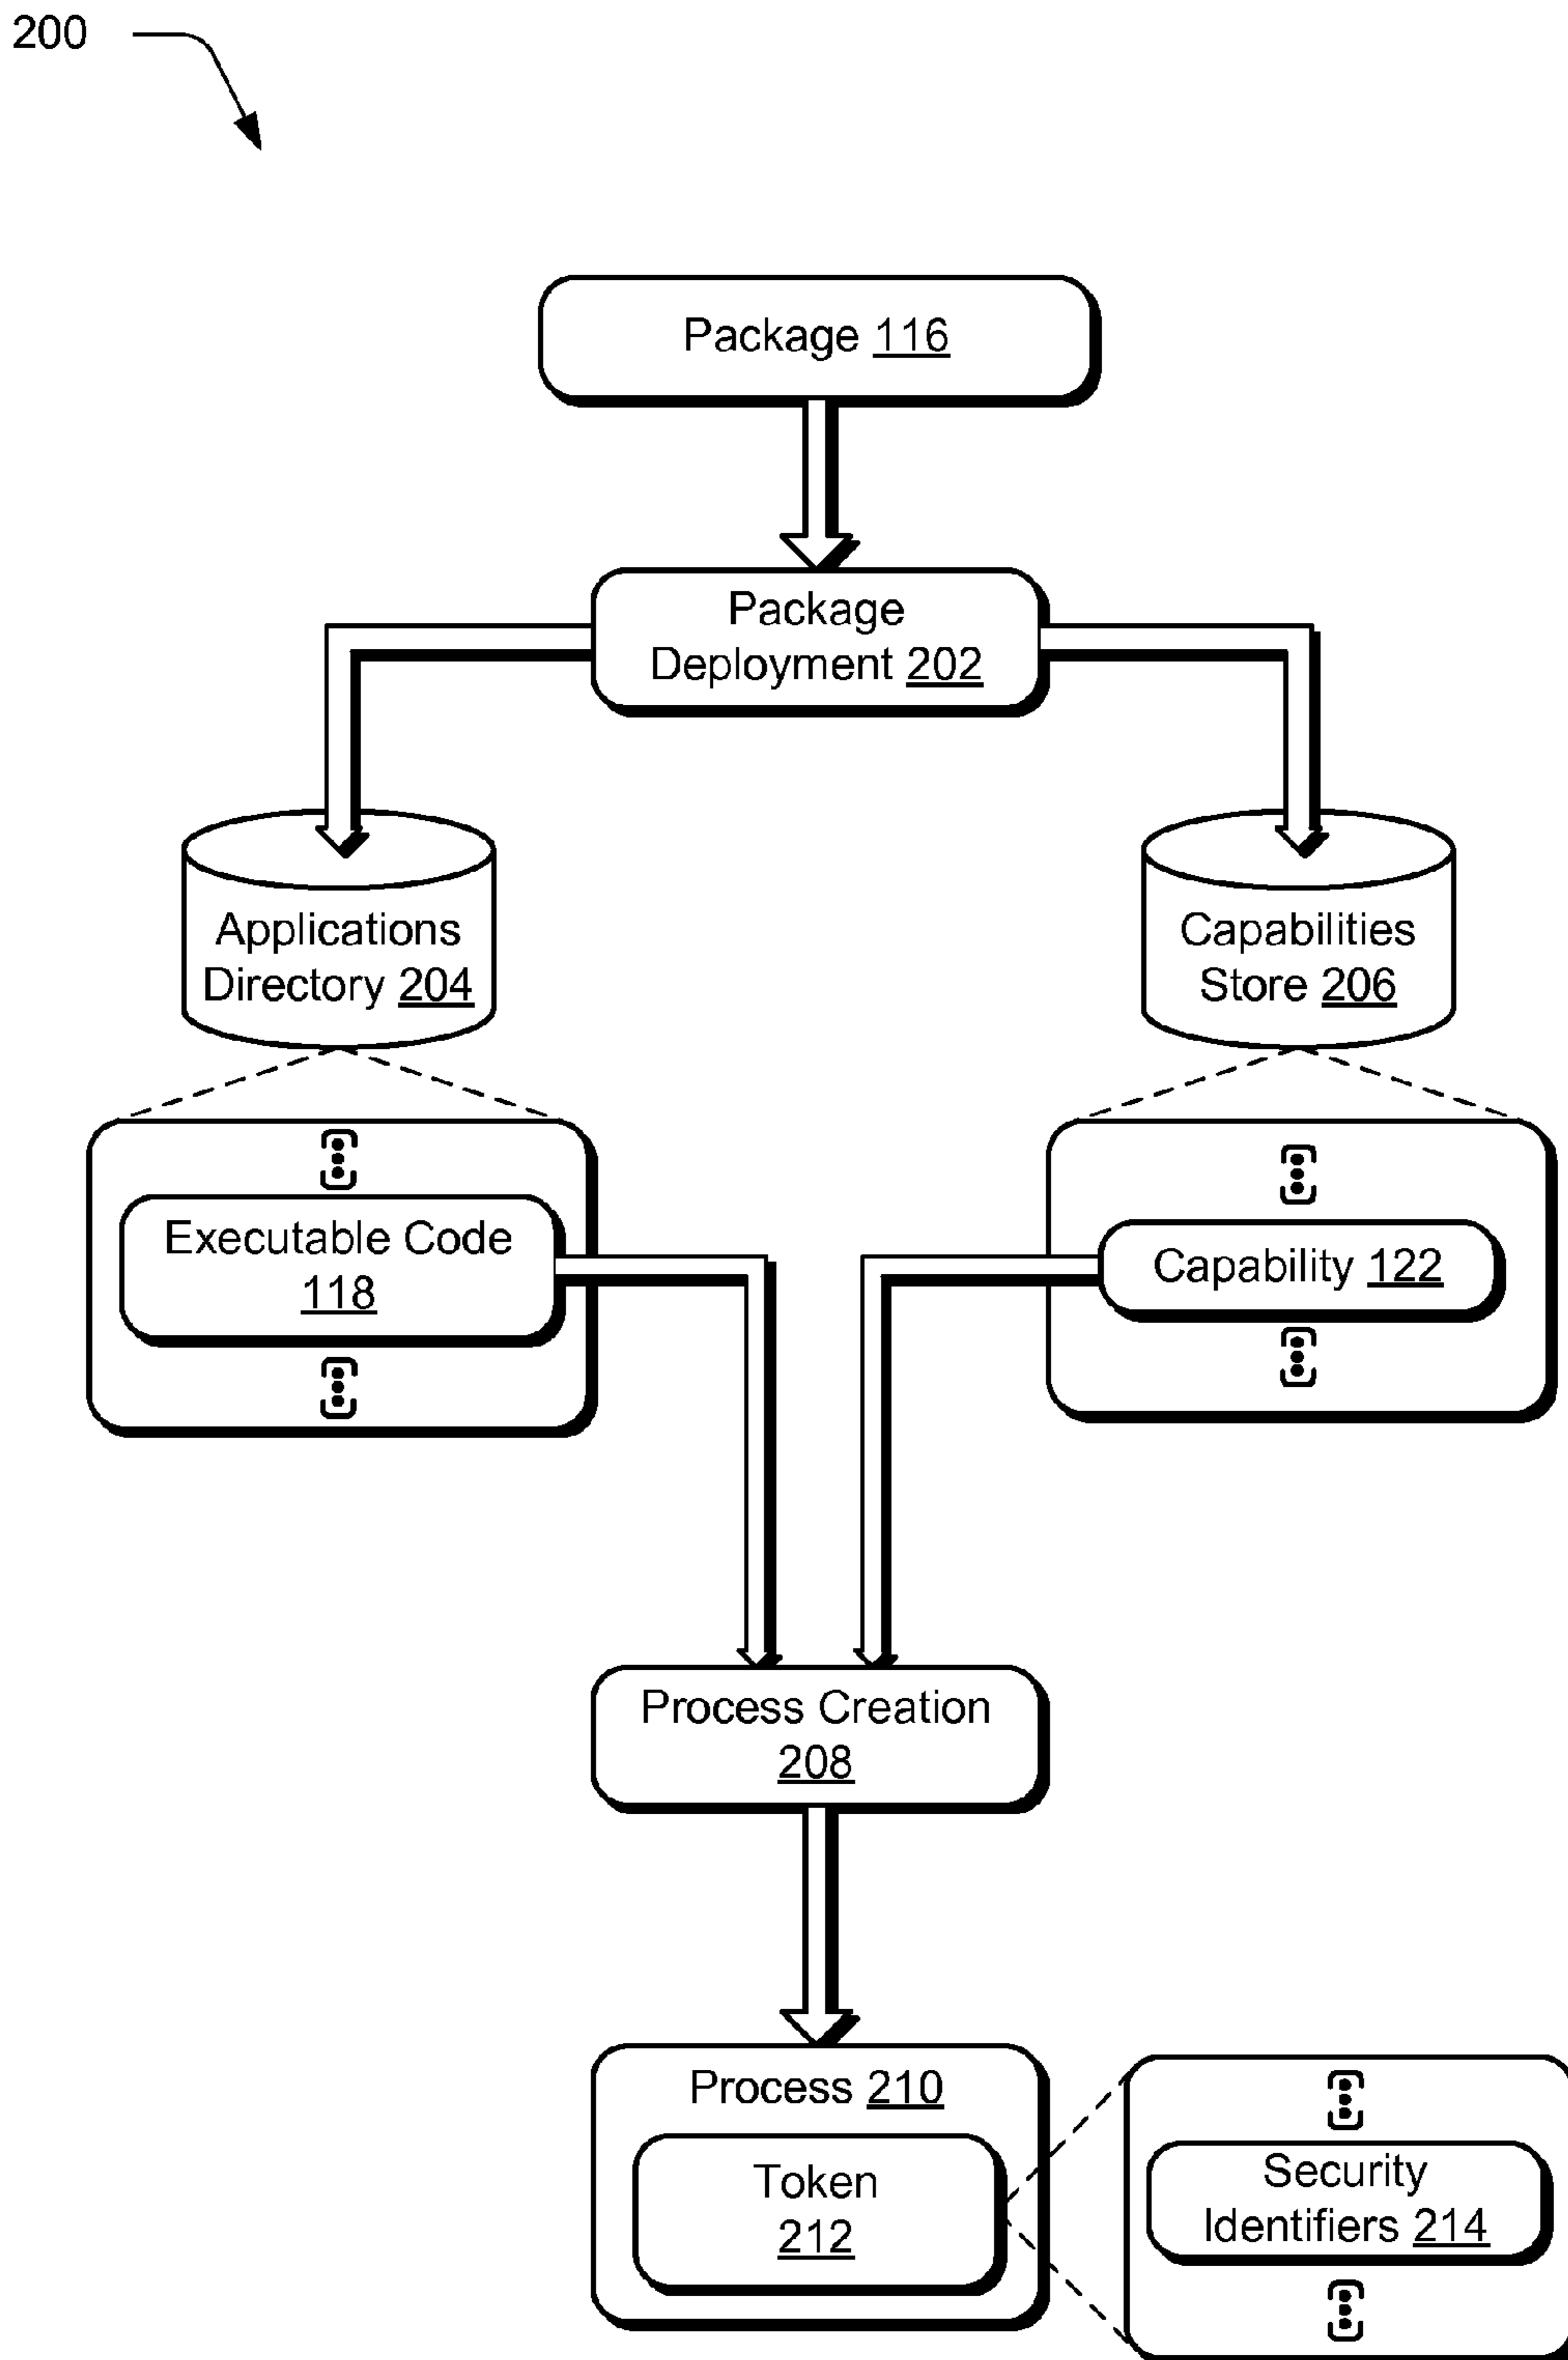 200
Package 116
Package
Deployment 202
Applications
Directory 204
Capabilities
Store 206
Executable Code
118
Capability 122
Process Creation
208
Process 210
Token
212
Security
Identifiers 214